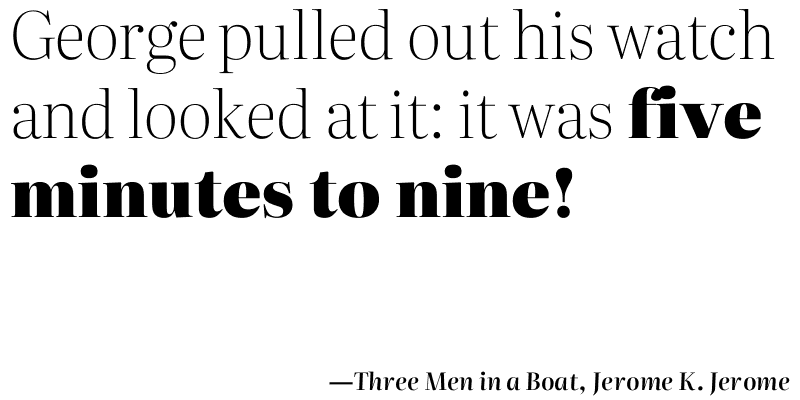 George pulled out his watch
and looked at it: it was five
minutes to nine!
—Three Men in a Boat, Jerome K. Jerome